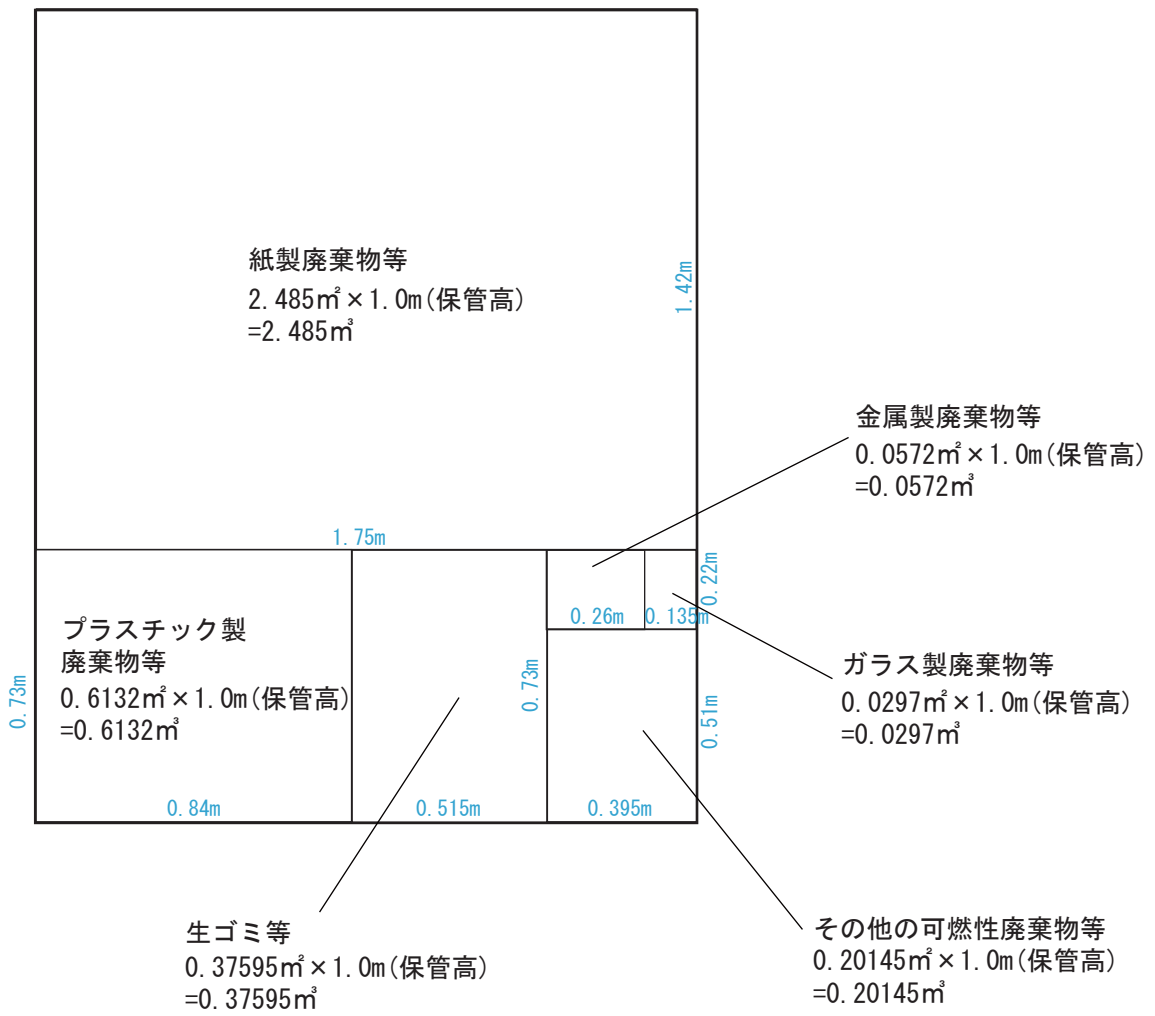 紙製廃棄物等
2.485㎡×1.0m(保管高)
=2.485㎥
1.42m
金属製廃棄物等
0.0572㎡×1.0m(保管高)
=0.0572㎥
1.75m
0.22m
0.26m
0.135m
プラスチック製
廃棄物等
0.6132㎡×1.0m(保管高)
=0.6132㎥
0.73m
0.73m
ガラス製廃棄物等
0.0297㎡×1.0m(保管高)
=0.0297㎥
0.51m
0.84m
0.515m
0.395m
生ゴミ等
0.37595㎡×1.0m(保管高)
=0.37595㎥
その他の可燃性廃棄物等
0.20145㎡×1.0m(保管高)
=0.20145㎥